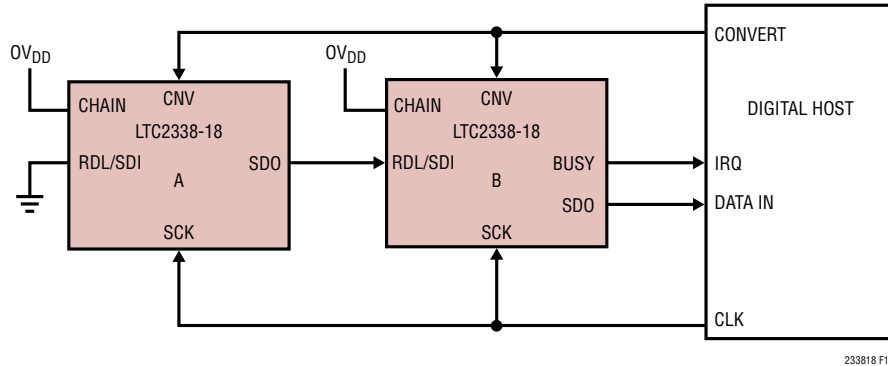 CONVERT
OVDD
OVDD
CHAIN
CNV
LTC2338-18
RDL/SDI
SDO
A
SCK
CHAIN
CNV
LTC2338-18
RDL/SDI
BUSY
B
SDO
SCK
DIGITAL HOST
IRQ
DATA IN
CLK
233818 F1